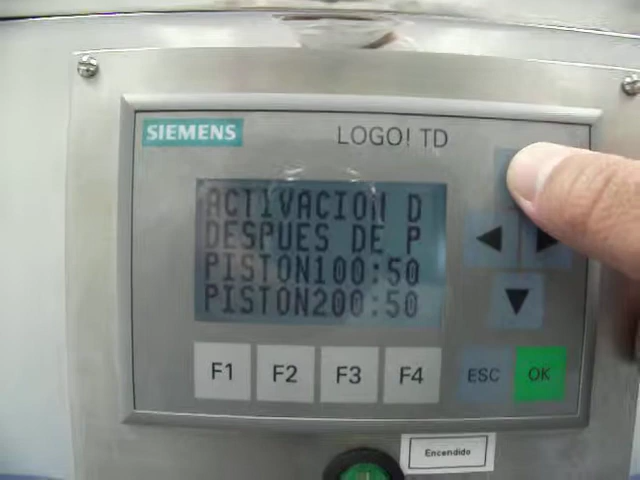 SIEMENS
LOGO! TD
ACTIVACION D
DESPUES DE P
PISTON100:50
PISTON200:50
F1 F2 F3 F4 ESC OK
Encendido